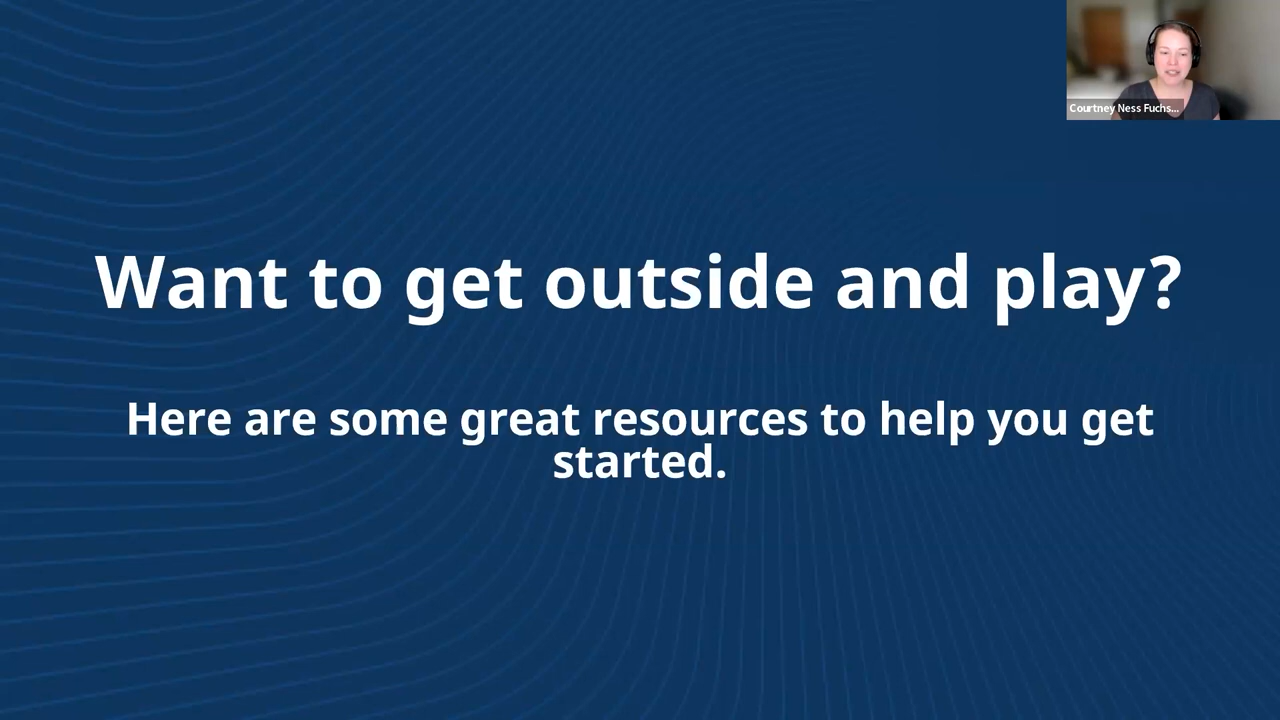 Courtney Ness Fuchs...
Want to get outside and play?
Here are some great resources to help you get
started.